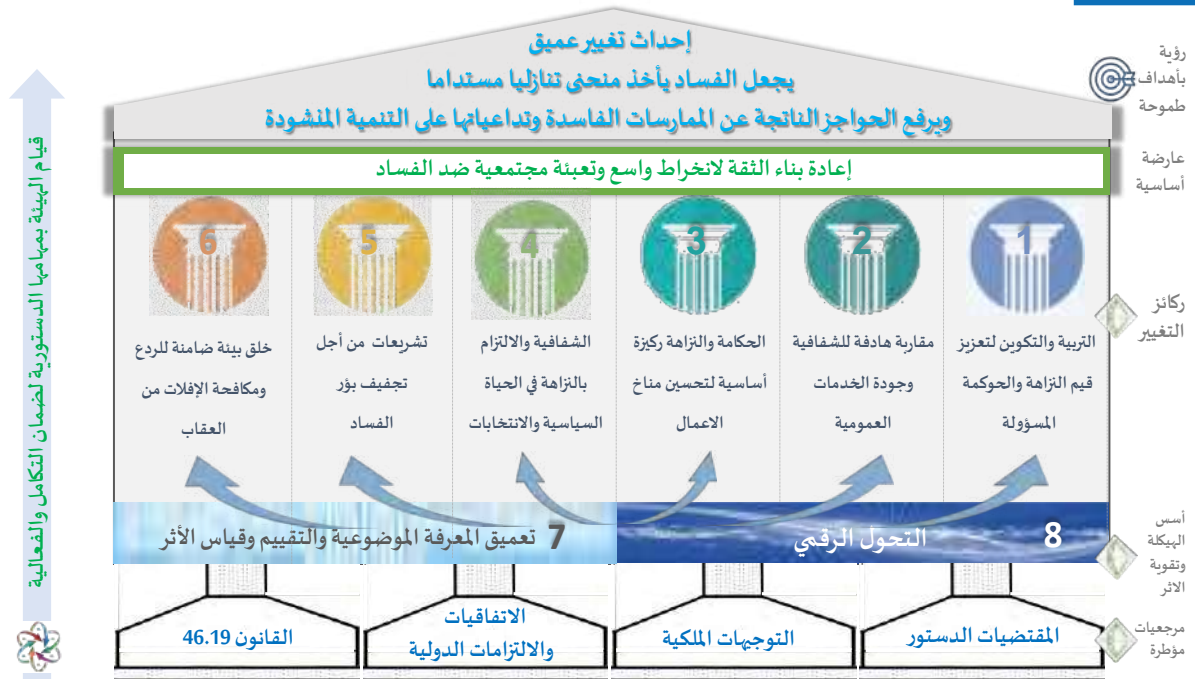 إحداث تغيير عميق
يجعل الفساد يأخذ منحنى تنازليا مستداما
ويرفع الحواجز الناتجة عن الممارسات الفاسدة وتداعياتها على التنمية المنشودة
رؤية
بأهداف
طموحة
إعادة بناء الثقة لانخراط واسع وتعبئة مجتمعية ضد الفساد
عارضة
أساسية
ركائز
التغيير
1
التربية والتكوين لتعزيز
قيم النزاهة والحوكمة
المسؤولة
2
مقاربة هادفة للشفافية
وجودة الخدمات
العمومية
3
الحكامة والنزاهة ركيزة
أساسية لتحسين مناخ
الاعمال
4
الشفافية والالتزام
بالنزاهة في الحياة
السياسية والانتخابات
5
تشريعات من أجل
تجفيف بؤر
الفساد
6
خلق بيئة ضامنة للردع
ومكافحة الإفلات من
العقاب
أسس
الهيكلة
وتقوية
الاثر
8 التحول الرقمي
7 تعميق المعرفة الموضوعية والتقييم وقياس الأثر
مرجعيات
مؤطرة
المقتضيات الدستور
التوجيهات الملكية
الاتفاقيات
والالتزامات الدولية
القانون 46.19
قيام الهيئة بمهامها الدستورية لضمان التكامل والفعالية